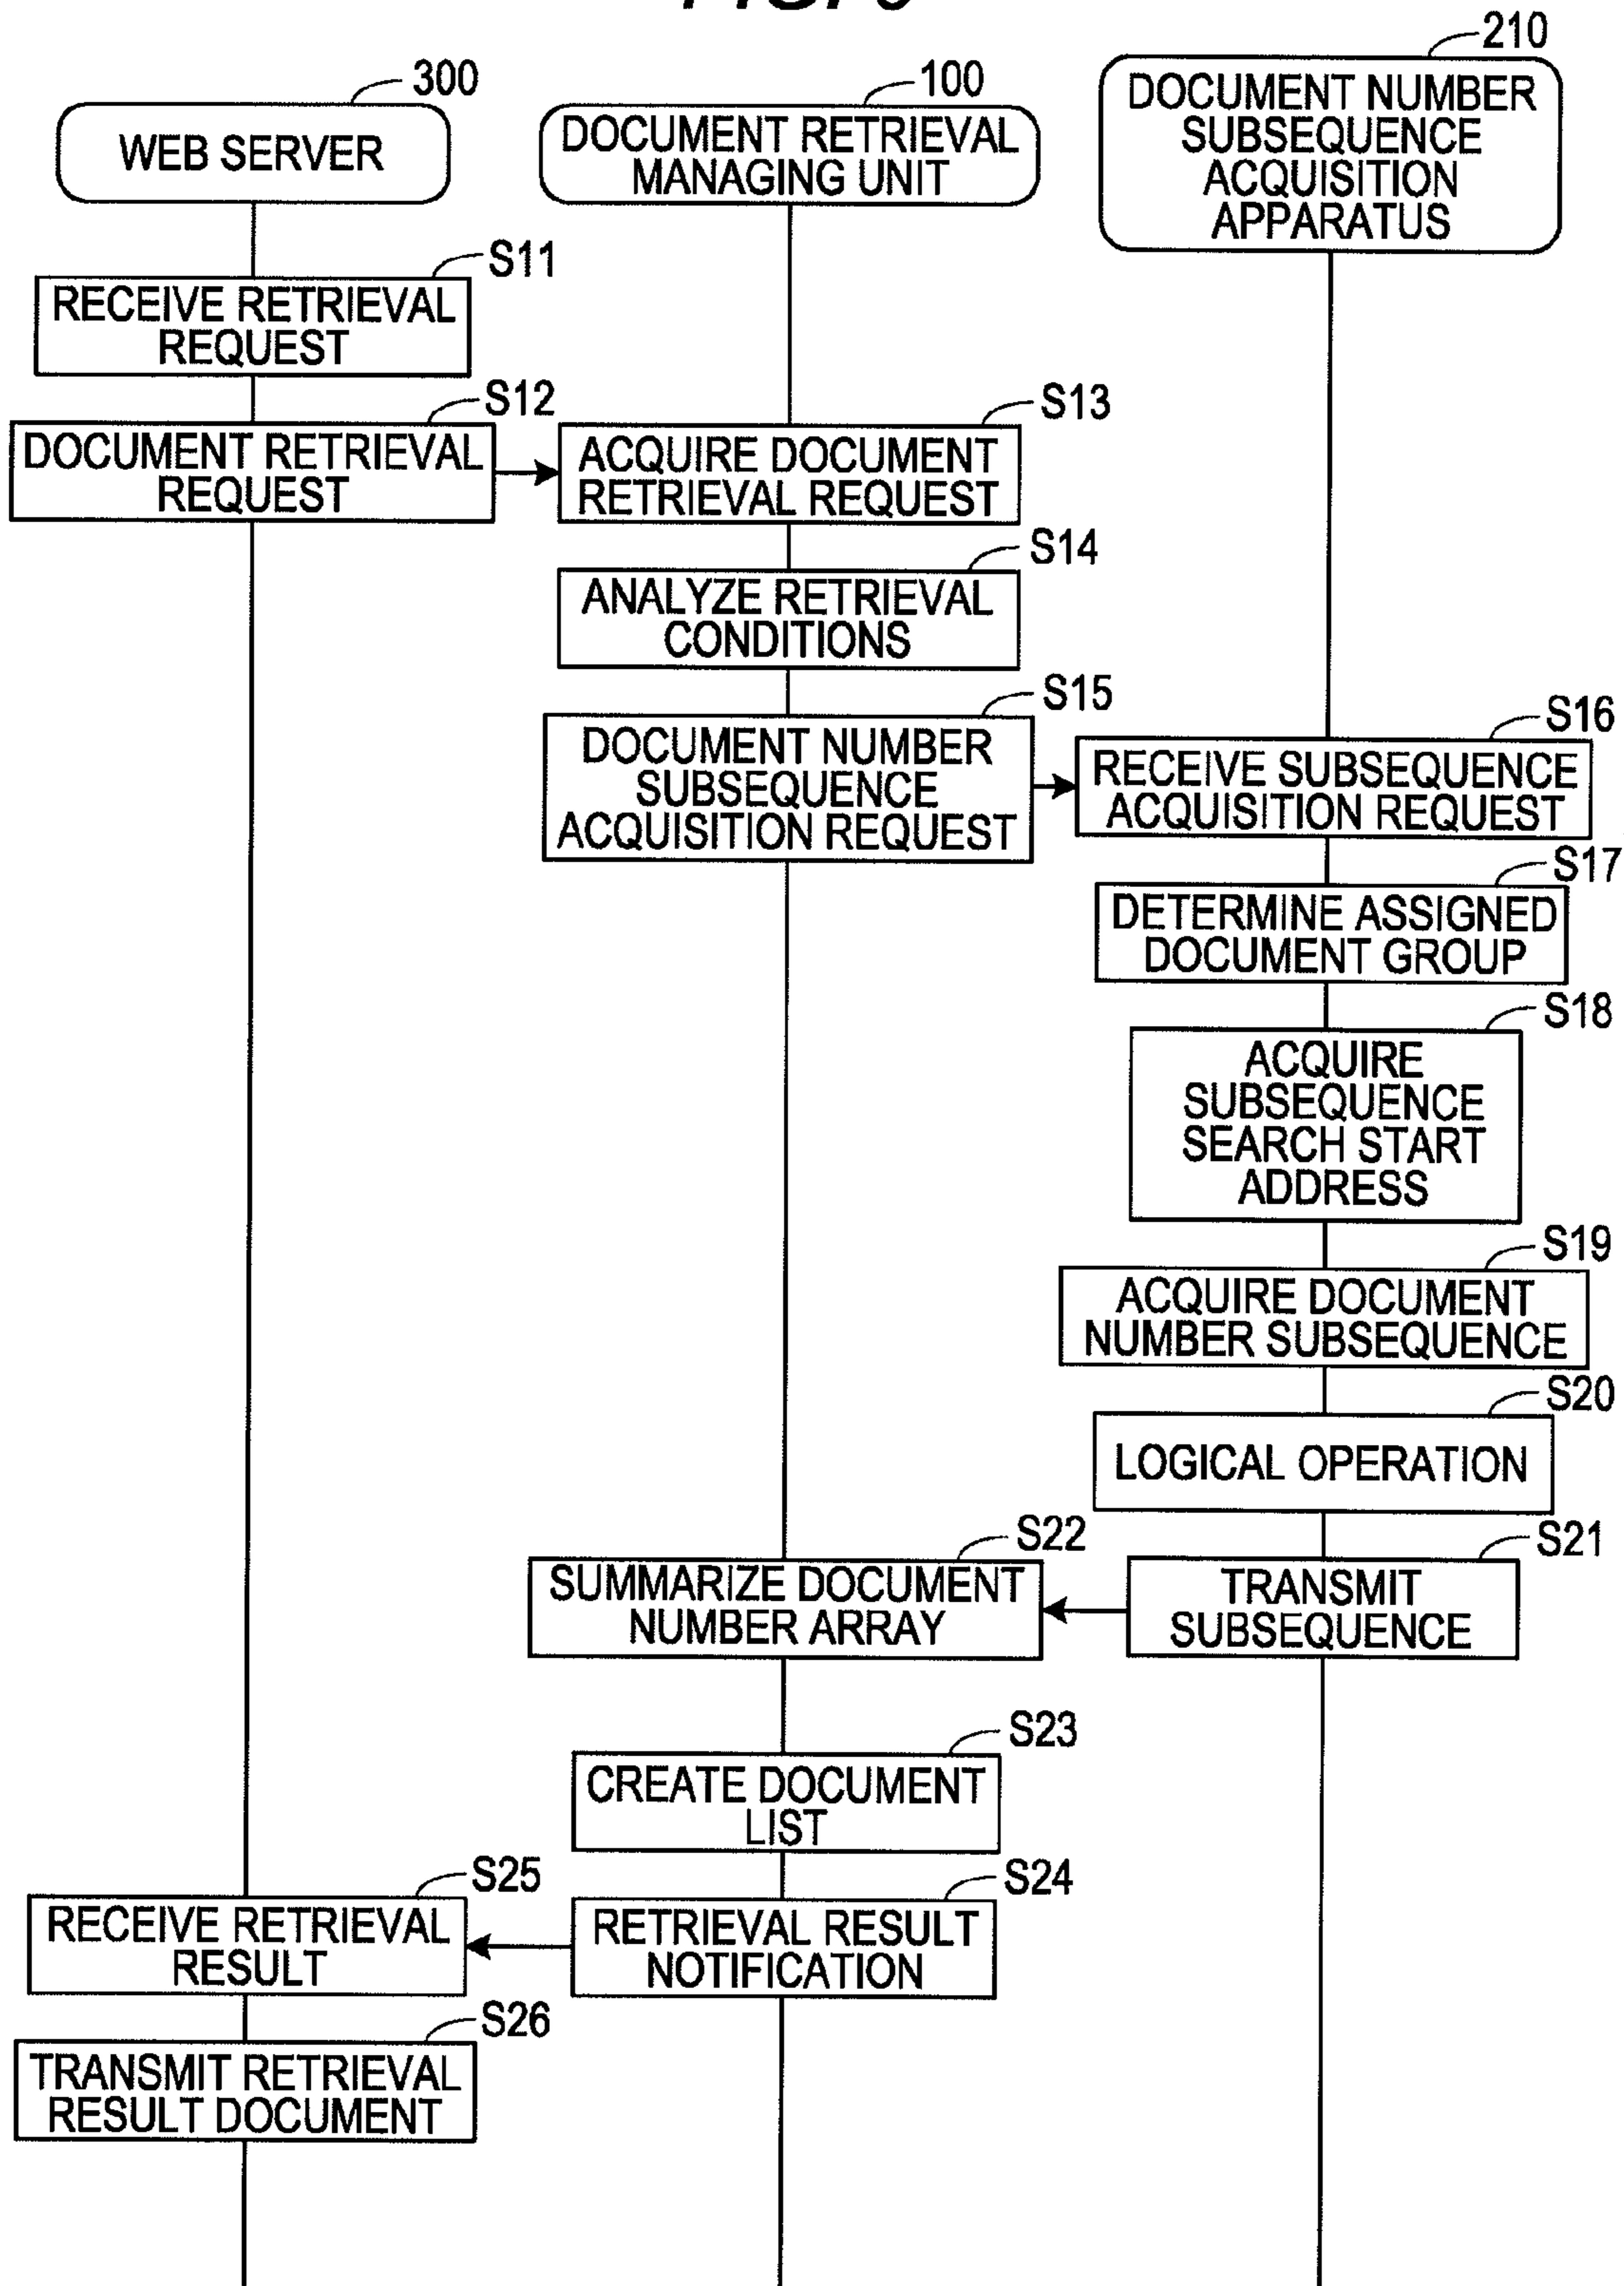 300
WEB SERVER
100
DOCUMENT RETRIEVAL
MANAGING UNIT
210
DOCUMENT NUMBER
SUBSEQUENCE
ACQUISITION
APPARATUS
S11
RECEIVE RETRIEVAL
REQUEST
S12
DOCUMENT RETRIEVAL
REQUEST
S13
ACQUIRE DOCUMENT
RETRIEVAL REQUEST
S14
ANALYZE RETRIEVAL
CONDITIONS
S15
DOCUMENT NUMBER
SUBSEQUENCE
ACQUISITION REQUEST
S16
RECEIVE SUBSEQUENCE
ACQUISITION REQUEST
S17
DETERMINE ASSIGNED
DOCUMENT GROUP
S18
ACQUIRE
SUBSEQUENCE
SEARCH START
ADDRESS
S19
ACQUIRE DOCUMENT
NUMBER SUBSEQUENCE
S20
LOGICAL OPERATION
S21
TRANSMIT
SUBSEQUENCE
S22
SUMMARIZE DOCUMENT
NUMBER ARRAY
S23
CREATE DOCUMENT
LIST
S24
RETRIEVAL RESULT
NOTIFICATION
S25
RECEIVE RETRIEVAL
RESULT
S26
TRANSMIT RETRIEVAL
RESULT DOCUMENT